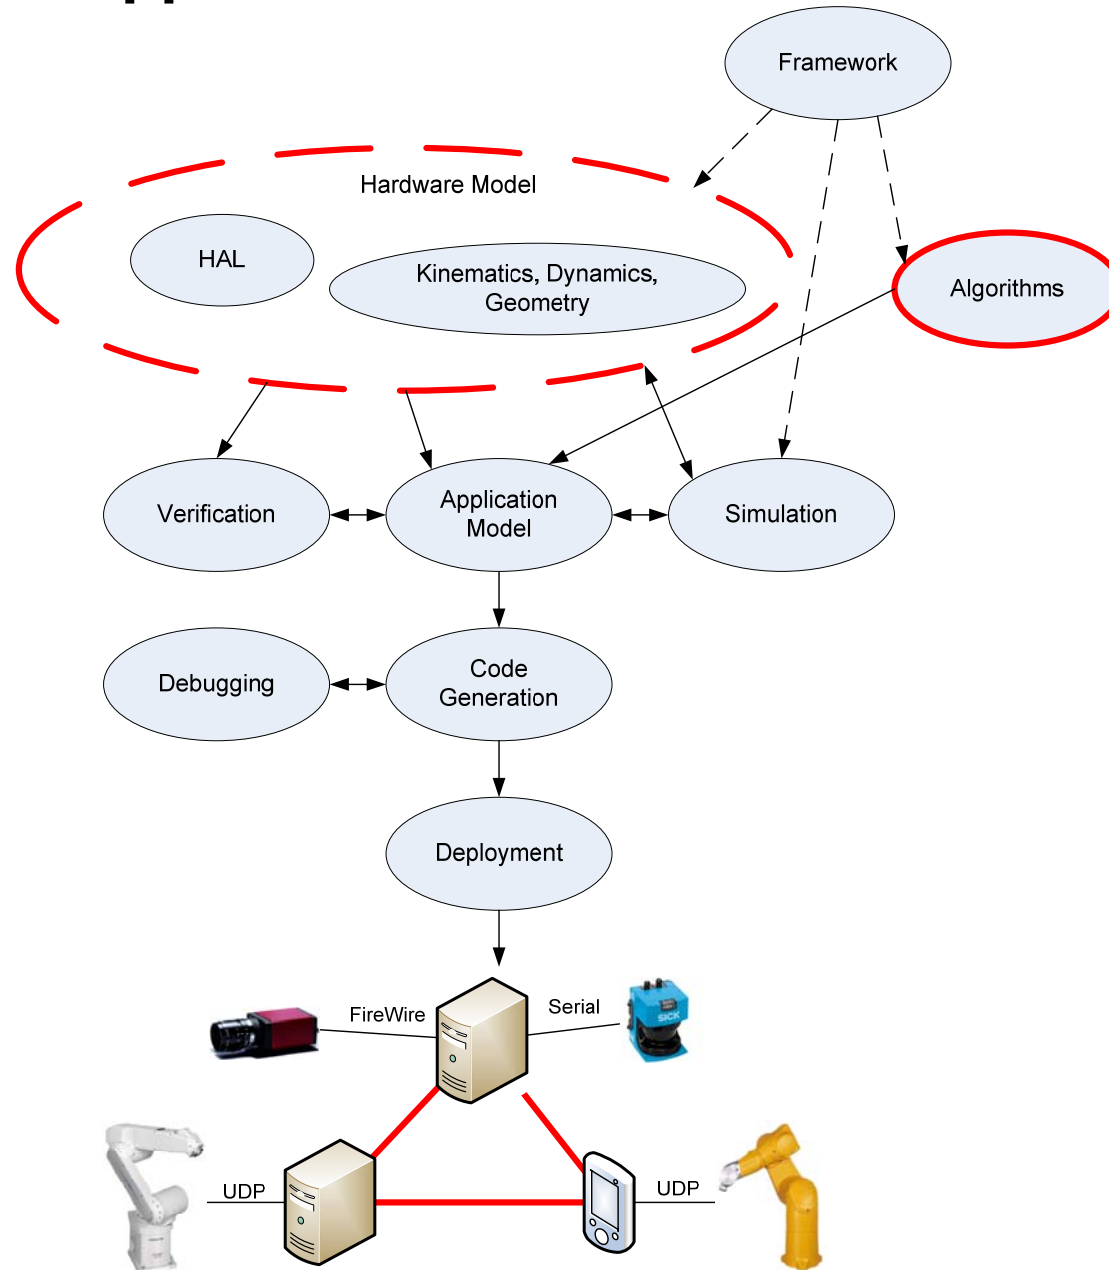 Framework
Hardware Model
HAL
Kinematics, Dynamics,
Geometry
Algorithms
Verification
Application
Model
Simulation
Debugging
Code
Generation
Deployment
FireWire
Serial
SICK
UDP
UDP